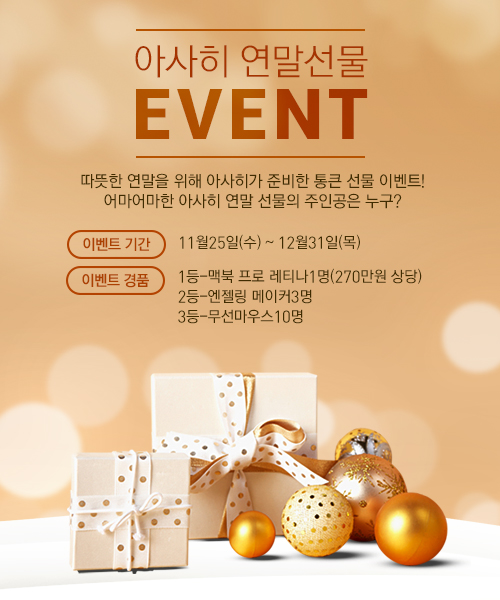 아사히 연말선물
EVENT
따뜻한 연말을 위해 아사히가 준비한 통큰 선물 이벤트!
어마어마한 아사히 연말 선물의 주인공은 누구?
이벤트 기간 11월25일(수) ~ 12월31일(목)
이벤트 경품 1등-맥북 프로 레티나1명(270만원 상당)
2등-엔젤링 메이커3명
3등-무선마우스10명